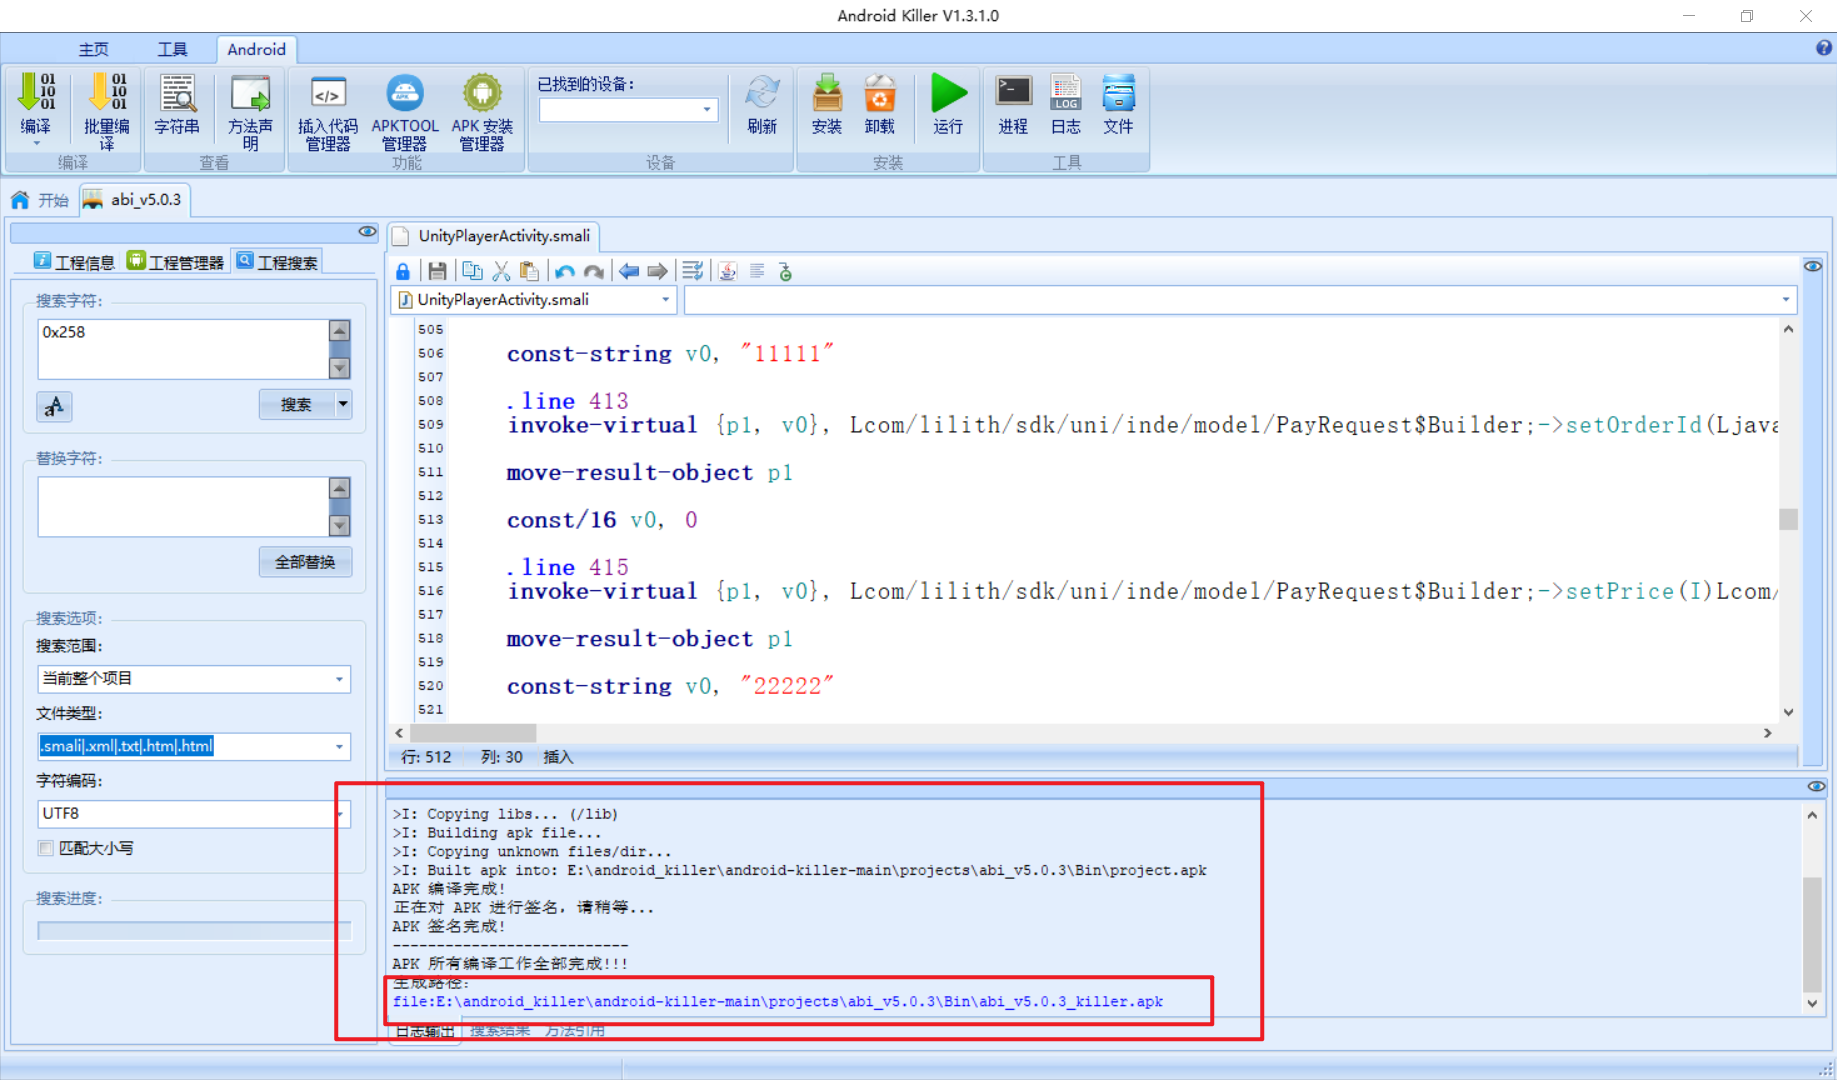 Android Killer V1.3.1.0
主页 工具 Android
编译 批量编译 字符串 方法声明 插入代码管理器 APKTOOL管理器 APK 安装管理器 已找到的设备: 刷新 安装 卸载 运行 进程 日志 文件
编译 查看 功能 设备 安装 工具
开始 abi_v5.0.3
工程信息 工程管理器 工程搜索
搜索字符:
0x258
搜索
替换字符:
全部替换
搜索选项:
搜索范围:
当前整个项目
文件类型:
.smali|.xml|.txt|.htm|.html
字符编码:
UTF8
匹配大小写
搜索进度:
UnityPlayerActivity.smali
UnityPlayerActivity.smali
505
506 const-string v0, "11111"
507
508 .line 413
509 invoke-virtual {p1, v0}, Lcom/lilith/sdk/uni/inde/model/PayRequest$Builder;->setOrderId(Ljava
510
511 move-result-object p1
512
513 const/16 v0, 0
514
515 .line 415
516 invoke-virtual {p1, v0}, Lcom/lilith/sdk/uni/inde/model/PayRequest$Builder;->setPrice(I)Lcom/
517
518 move-result-object p1
519
520 const-string v0, "22222"
521
行: 512 列: 30 插入
>I: Copying libs... (/lib)
>I: Building apk file...
>I: Copying unknown files/dir...
>I: Built apk into: E:\android_killer\android-killer-main\projects\abi_v5.0.3\Bin\project.apk
APK 编译完成!
正在对 APK 进行签名，请稍等...
APK 签名完成!
---------------------------
APK 所有编译工作全部完成!!!
生成路径:
file:E:\android_killer\android-killer-main\projects\abi_v5.0.3\Bin\abi_v5.0.3_killer.apk
日志输出 搜索结果 方法引用